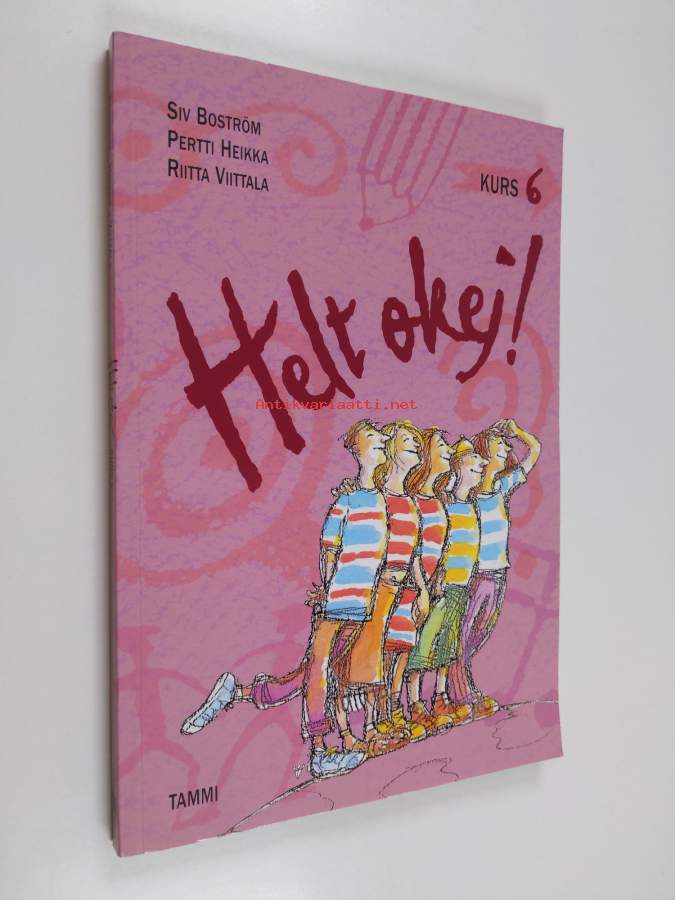 SIV BOSTRÖM
PERTTI HEIKKA
RIITTA VIITTALA
KURS 6
Helt okej!
Antikvariaatti.net
TAMMI